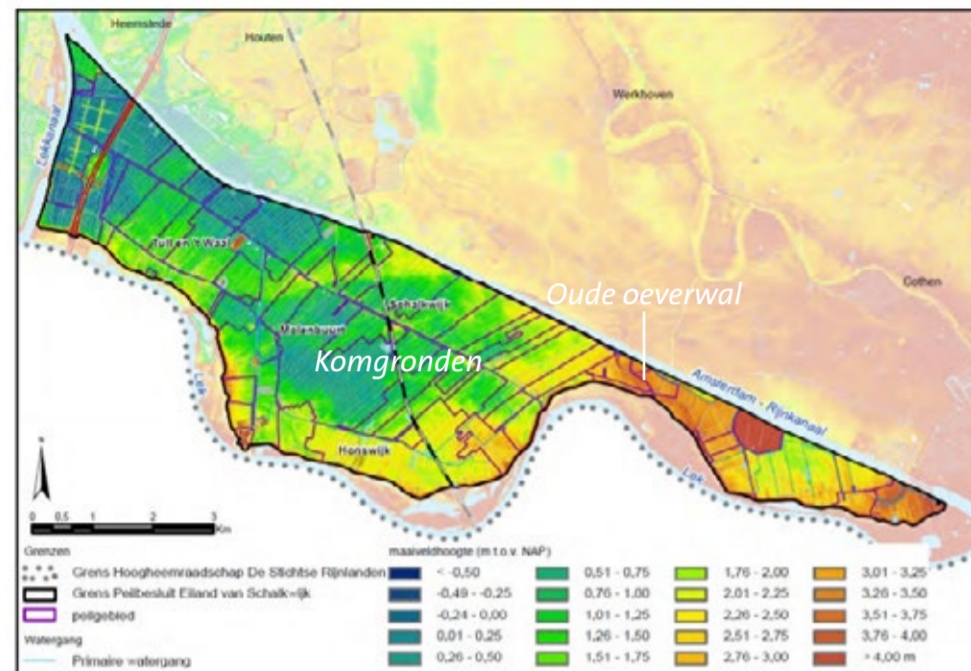 Heemstede
Houten
Werkhoven
Lekkanaal
Tull en 't Waal
Schalkwijk
Oude oeverwal
Cothen
Molenbuurt
Komgronden
Amsterdam - Rijnkanaal
Lek
Honswijk
Lek
0 0,5 1 2 3
Km
Grenzen
Grens Hoogheemraadschap De Stichtse Rijnlanden
Grens Peilbesluit Eiland van Schalkwijk
peilgebied
Watergang
Primaire watergang
maaiveldhoogte (m t.o.v. NAP)
< -0,50
-0,49 - -0,25
-0,24 - 0,00
0,01 - 0,25
0,26 - 0,50
0,51 - 0,75
0,76 - 1,00
1,01 - 1,25
1,26 - 1,50
1,51 - 1,75
1,76 - 2,00
2,01 - 2,25
2,26 - 2,50
2,51 - 2,75
2,76 - 3,00
3,01 - 3,25
3,26 - 3,50
3,51 - 3,75
3,76 - 4,00
> 4,00 m